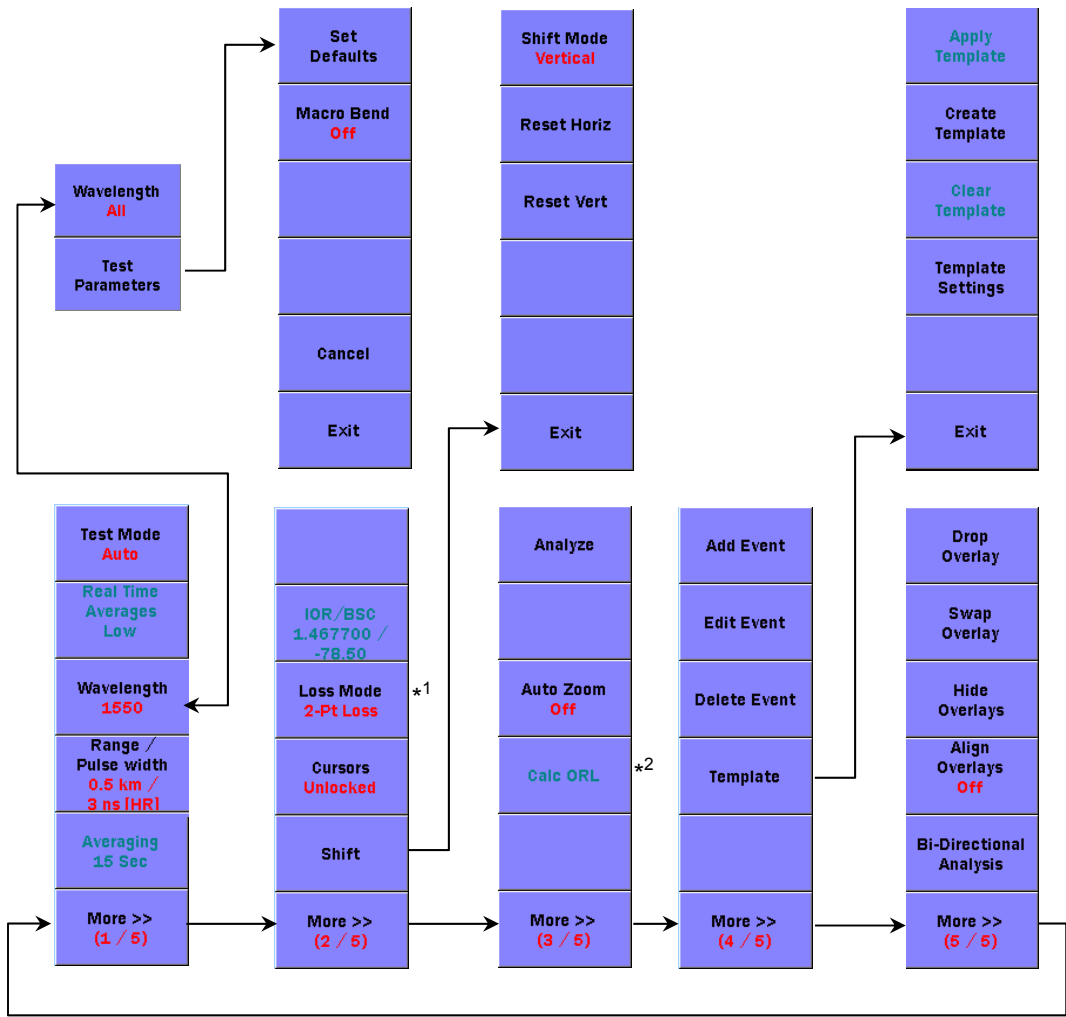 Wavelength
All
Test
Parameters
Set
Defaults
Macro Bend
Off
Cancel
Exit
Shift Mode
Vertical
Reset Horiz
Reset Vert
Exit
Apply
Template
Create
Template
Clear
Template
Template
Settings
Exit
Test Mode
Auto
Real Time
Averages
Low
Wavelength
1550
Range /
Pulse width
0.5 km /
3 ns [HR]
Averaging
15 Sec
More >>
(1 / 5)
IOR/BSC
1.467700 /
-78.50
Loss Mode
2-Pt Loss
*1
Cursors
Unlocked
Shift
More >>
(2 / 5)
Analyze
Auto Zoom
Off
Calc ORL
*2
More >>
(3 / 5)
Add Event
Edit Event
Delete Event
Template
More >>
(4 / 5)
Drop
Overlay
Swap
Overlay
Hide
Overlays
Align
Overlays
Off
Bi-Directional
Analysis
More >>
(5 / 5)